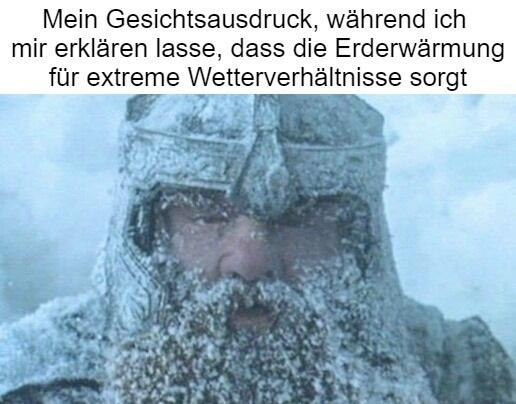 Mein Gesichtsausdruck, während ich
mir erklären lasse, dass die Erderwärmung
für extreme Wetterverhältnisse sorgt